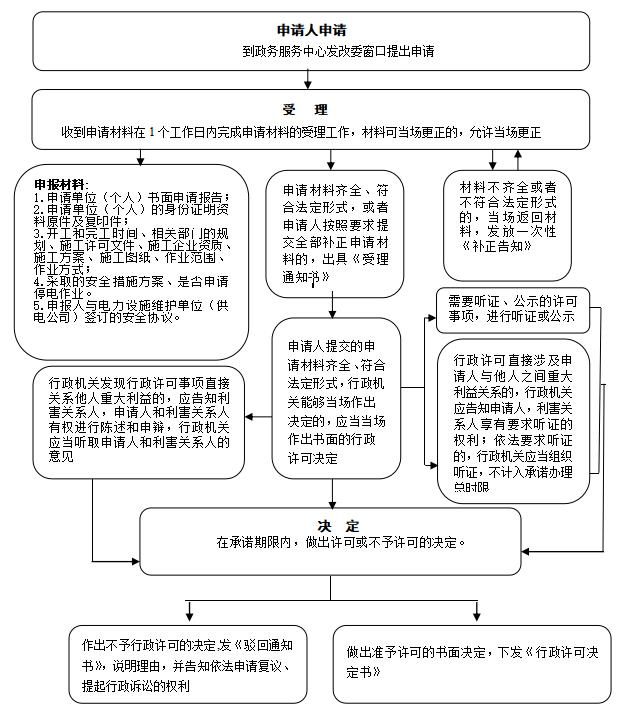 申请人申请
到政务服务中心发改委窗口提出申请
受 理
收到申请材料在1个工作日内完成申请材料的受理工作，材料可当场更正的，允许当场更正
申报材料：
1.申请单位（个人）书面申请报告；
2.申请单位（个人）的身份证明资
料原件及复印件；
3.开工和完工时间、相关部门的规
划、施工许可文件、施工企业资质、
施工方案、施工图纸、作业范围、
作业方式；
4.采取的安全措施方案、是否申请
停电作业。
5.申报人与电力设施维护单位（供
电公司）签订的安全协议。
申请材料齐全、符
合法定形式，或者
申请人按照要求提
交全部补正申请材
料的，出具《受理
通知书》
材料不齐全或者
不符合法定形式
的，当场返回材
料，发放一次性
《补正告知》
需要听证、公示的许可
事项，进行听证或公示
申请人提交的申
请材料齐全、符合
法定形式，行政机
关能够当场作出
决定的，应当当场
作出书面的行政
许可决定
行政许可直接涉及申
请人与他人之间重大
利益关系的，行政机关
应告知申请人，利害关
系人享有要求听证的
权利；依法要求听证
的，行政机关应当组织
听证，不计入承诺办理
总时限
行政机关发现行政许可事项直接
关系他人重大利益的，应告知利
害关系人，申请人和利害关系人
有权进行陈述和申辩，行政机关
应当听取申请人和利害关系人的
意见
决 定
在承诺期限内，做出许可或不予许可的决定。
作出不予行政许可的决定,发《驳回通知
书》，说明理由，并告知依法申请复议、
提起行政诉讼的权利
做出准予许可的书面决定，下发《行政许可决
定书》